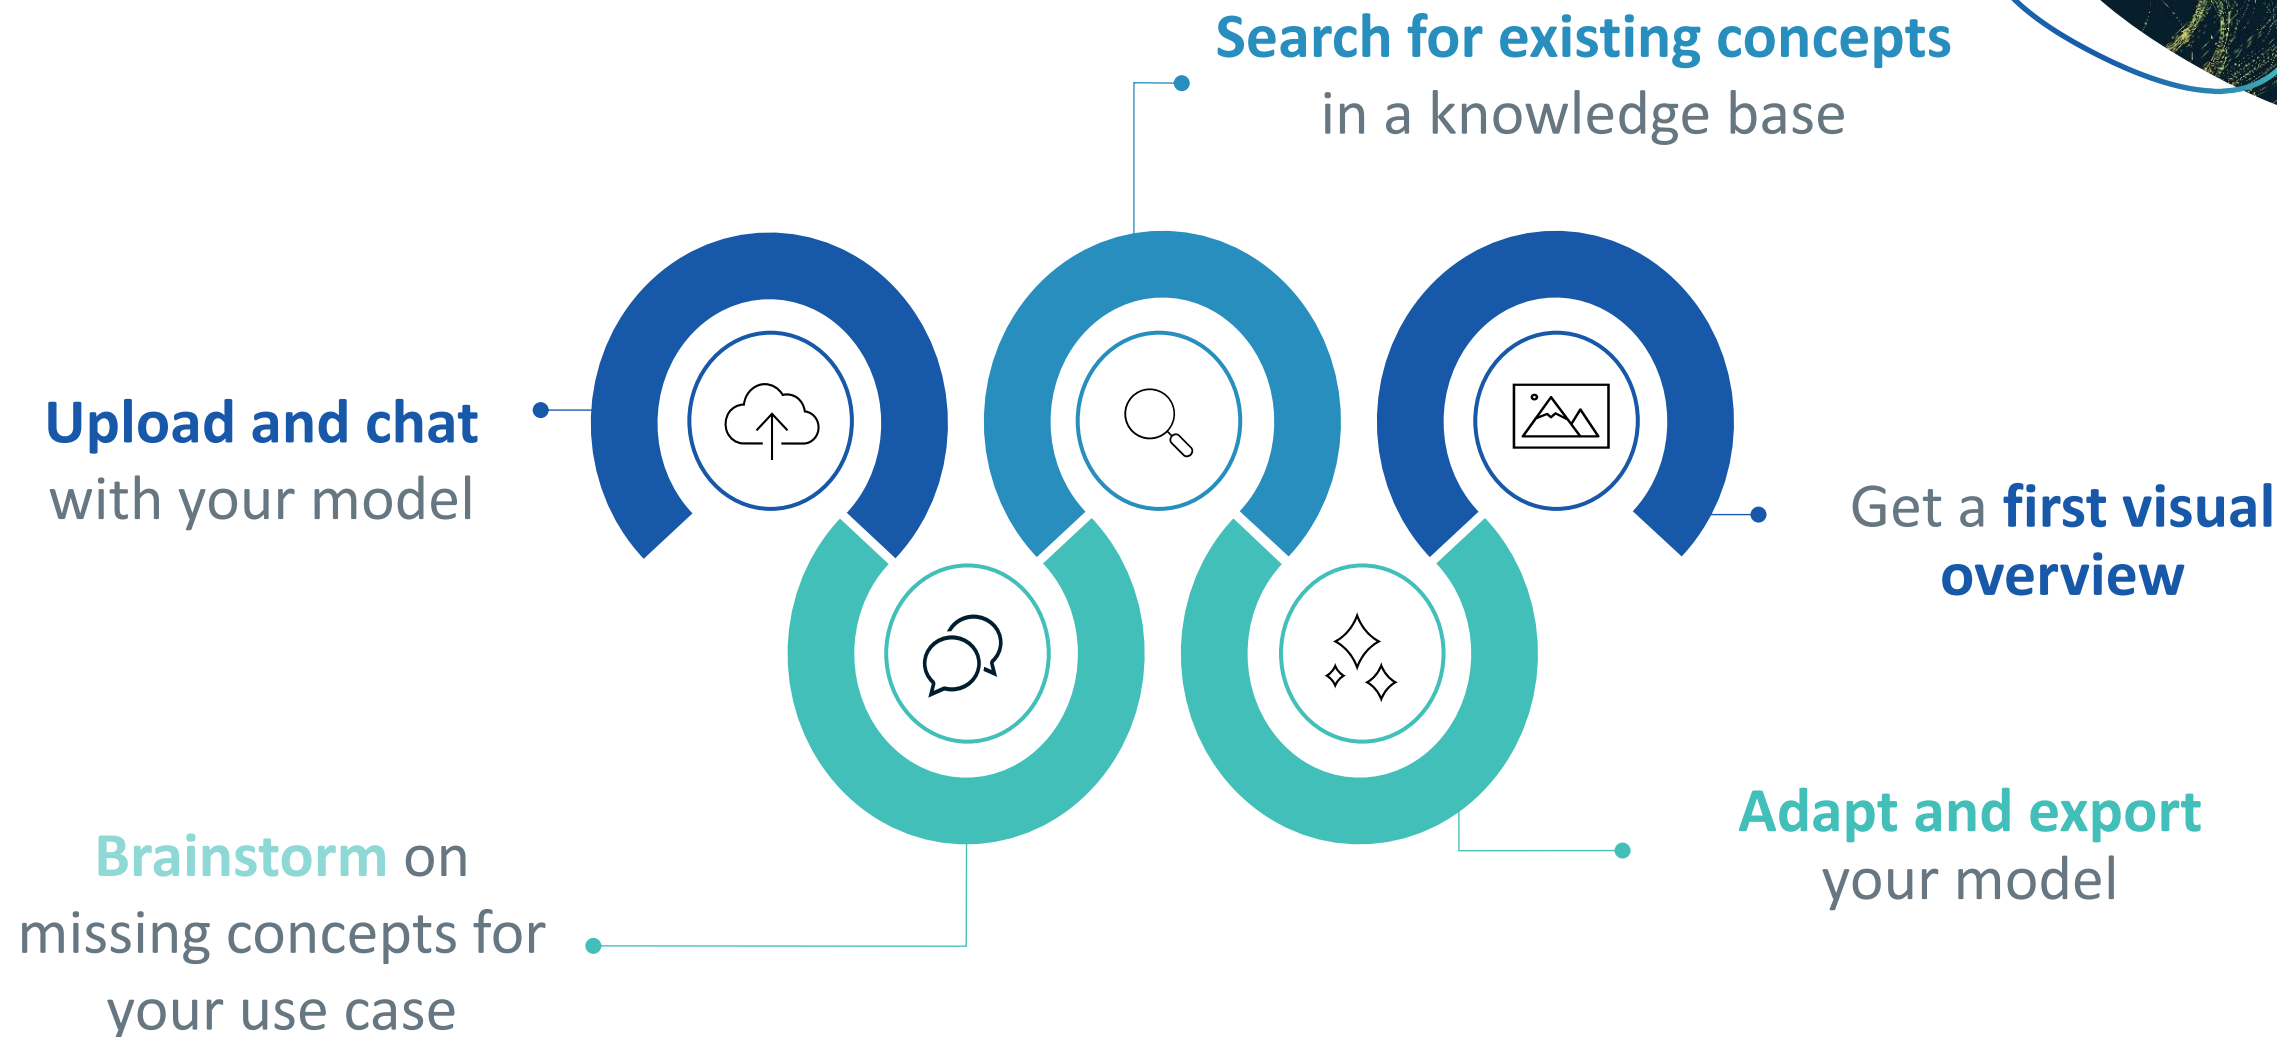 Search for existing concepts
in a knowledge base
Upload and chat
with your model
Get a first visual
overview
Adapt and export
your model
Brainstorm on
missing concepts for
your use case